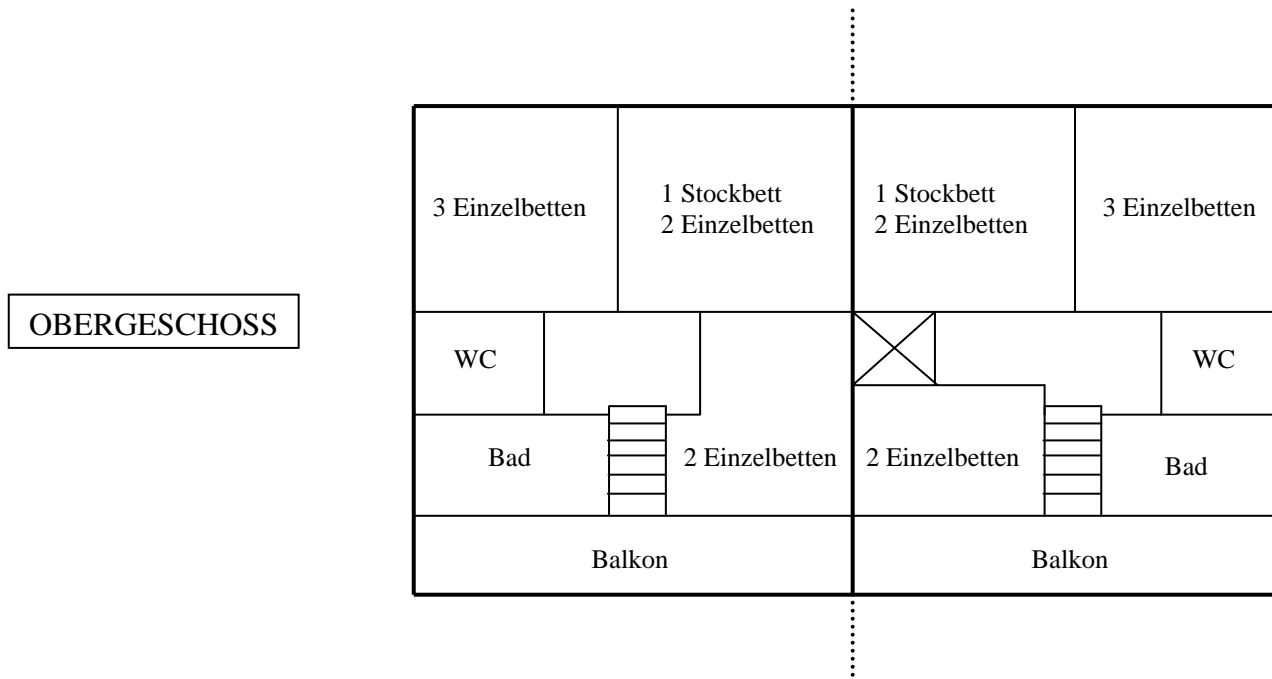 3 Einzelbetten
1 Stockbett
2 Einzelbetten
1 Stockbett
2 Einzelbetten
3 Einzelbetten
OBERGESCHOSS
WC
WC
Bad
2 Einzelbetten
2 Einzelbetten
Bad
Balkon
Balkon